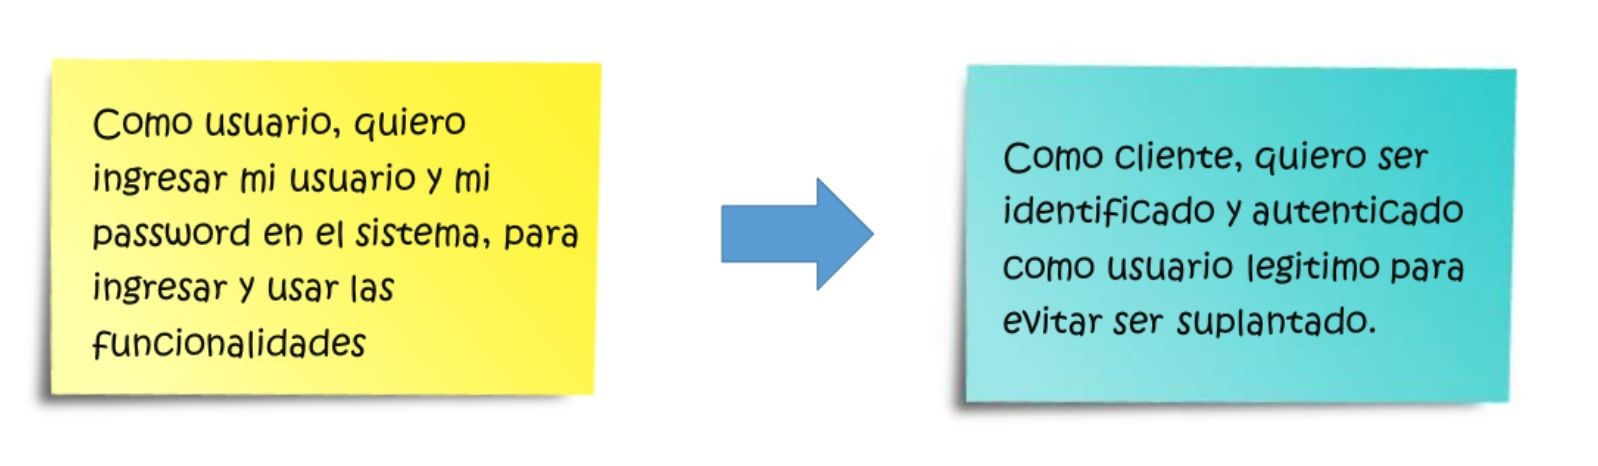 Como usuario, quiero
ingresar mi usuario y mi
password en el sistema, para
ingresar y usar las
funcionalidades
Como cliente, quiero ser
identificado y autenticado
como usuario legitimo para
evitar ser suplantado.